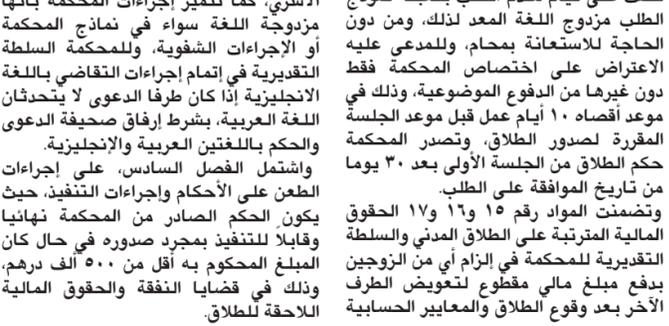 الطلب مزدوج اللغة المعد لذلك، ومن دون
الحاجة للاستعانة بمحام، وللمدعى عليه
الاعتراض على اختصاص المحكمة فقط
دون غيرها من الدفوع الموضوعية، وذلك في
موعد أقصاه ١٠ أيام عمل قبل موعد الجلسة
المقررة لصدور الطلاق، وتصدر المحكمة
حكم الطلاق من الجلسة الأولى بعد ٣٠ يوما
من تاريخ الموافقة على الطلب.
وتضمنت المواد رقم ١٥ و١٦ و١٧ الحقوق
المالية المترتبة على الطلاق المدني والسلطة
التقديرية للمحكمة في إلزام أي من الزوجين
بدفع مبلغ مالي مقطوع لتعويض الطرف
الآخر بعد وقوع الطلاق والمعايير الحسابية
الأسري، كما تتميز إجراءات المحكمة بأنها
مزدوجة اللغة سواء في نماذج المحكمة
أو الإجراءات الشفوية، وللمحكمة السلطة
التقديرية في إتمام إجراءات التقاضي باللغة
الانجليزية إذا كان طرفا الدعوى لا يتحدثان
اللغة العربية، بشرط إرفاق صحيفة الدعوى
والحكم باللغتين العربية والإنجليزية.
واشتمل الفصل السادس، على إجراءات
الطعن على الأحكام وإجراءات التنفيذ، حيث
يكون الحكم الصادر من المحكمة نهائيا
وقابلاً للتنفيذ بمجرد صدوره في حال كان
المبلغ المحكوم به أقل من ٥٠٠ ألف درهم،
وذلك في قضايا النفقة والحقوق المالية
اللاحقة للطلاق.